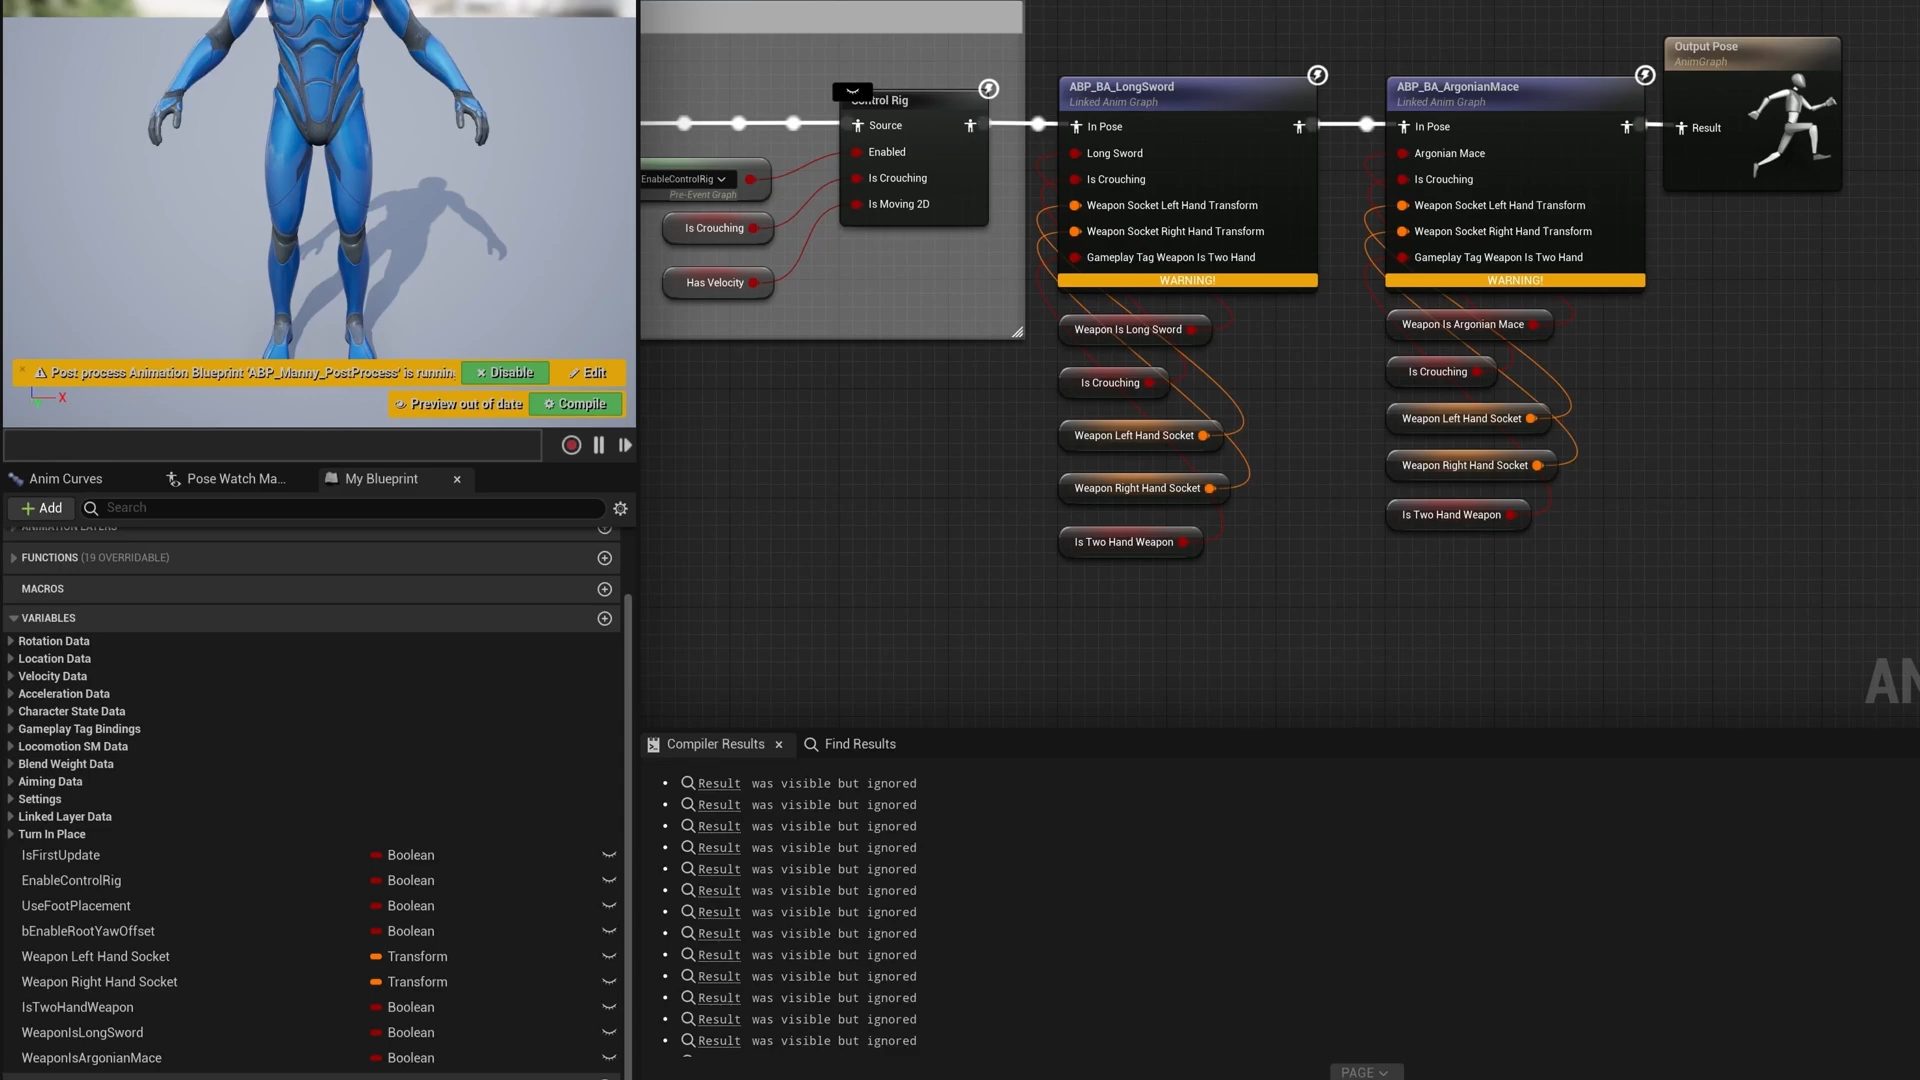 Post process Animation Blueprint 'ABP_Manny_PostProcess' is runnin
Disable
Edit
X
Preview out of date
Compile
Anim Curves
Pose Watch Ma...
My Blueprint
Add
Search
ANIMATION LAYERS
FUNCTIONS (19 OVERRIDABLE)
MACROS
VARIABLES
Rotation Data
Location Data
Velocity Data
Acceleration Data
Character State Data
Gameplay Tag Bindings
Locomotion SM Data
Blend Weight Data
Aiming Data
Settings
Linked Layer Data
Turn In Place
IsFirstUpdate Boolean
EnableControlRig Boolean
UseFootPlacement Boolean
bEnableRootYawOffset Boolean
Weapon Left Hand Socket Transform
Weapon Right Hand Socket Transform
IsTwoHandWeapon Boolean
WeaponIsLongSword Boolean
WeaponIsArgonianMace Boolean
EnableControlRig
Pre-Event Graph
Is Crouching
Has Velocity
Control Rig
Source
Enabled
Is Crouching
Is Moving 2D
ABP_BA_LongSword
Linked Anim Graph
In Pose
Long Sword
Is Crouching
Weapon Socket Left Hand Transform
Weapon Socket Right Hand Transform
Gameplay Tag Weapon Is Two Hand
WARNING!
Weapon Is Long Sword
Is Crouching
Weapon Left Hand Socket
Weapon Right Hand Socket
Is Two Hand Weapon
ABP_BA_ArgonianMace
Linked Anim Graph
In Pose
Argonian Mace
Is Crouching
Weapon Socket Left Hand Transform
Weapon Socket Right Hand Transform
Gameplay Tag Weapon Is Two Hand
WARNING!
Weapon Is Argonian Mace
Is Crouching
Weapon Left Hand Socket
Weapon Right Hand Socket
Is Two Hand Weapon
Output Pose
AnimGraph
Result
AN
Compiler Results
Find Results
Result was visible but ignored
Result was visible but ignored
Result was visible but ignored
Result was visible but ignored
Result was visible but ignored
Result was visible but ignored
Result was visible but ignored
Result was visible but ignored
Result was visible but ignored
Result was visible but ignored
Result was visible but ignored
Result was visible but ignored
Result was visible but ignored
PAGE